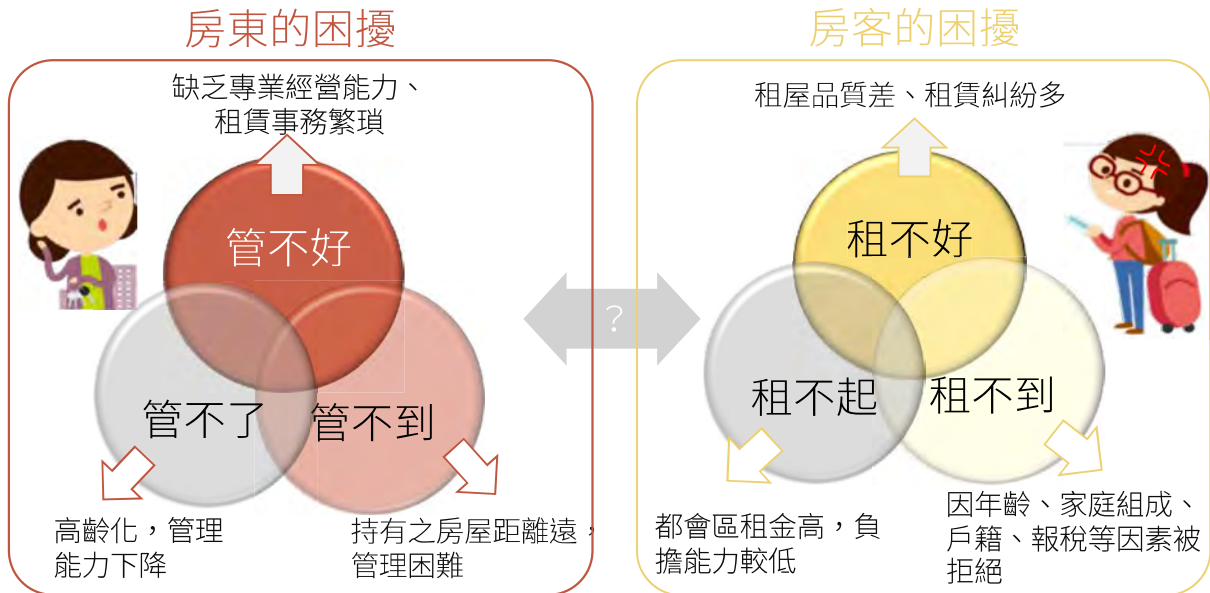 房東的困擾
缺乏專業經營能力、
租賃事務繁瑣
管不好
管不了
管不到
高齡化，管理
能力下降
持有之房屋距離遠，
管理困難
？
房客的困擾
租屋品質差、租賃糾紛多
租不好
租不起
租不到
都會區租金高，負
擔能力較低
因年齡、家庭組成、
戶籍、報稅等因素被
拒絕